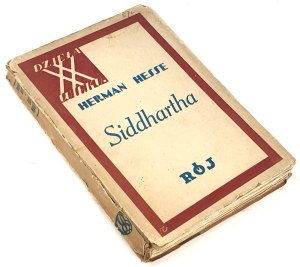 DZIEŁA
XX
WIEKU
HERMAN HESSE
Siddhartha
RÓJ